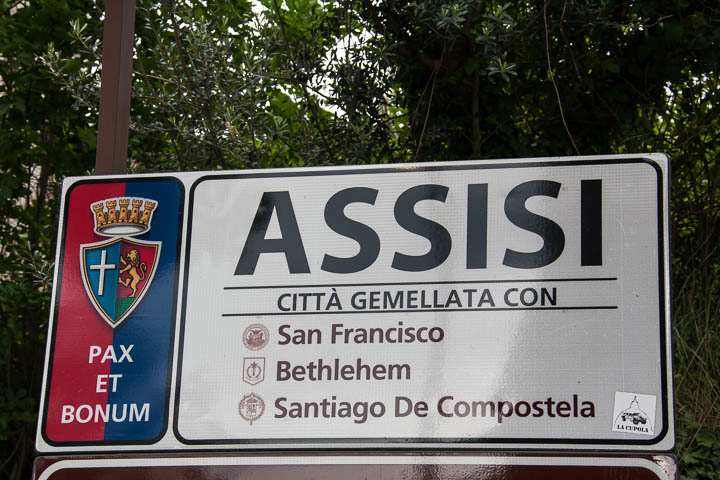 PAX
ET
BONUM
ASSISI
CITTÀ GEMELLATA CON
San Francisco
Bethlehem
Santiago De Compostela
LA CUPOLA